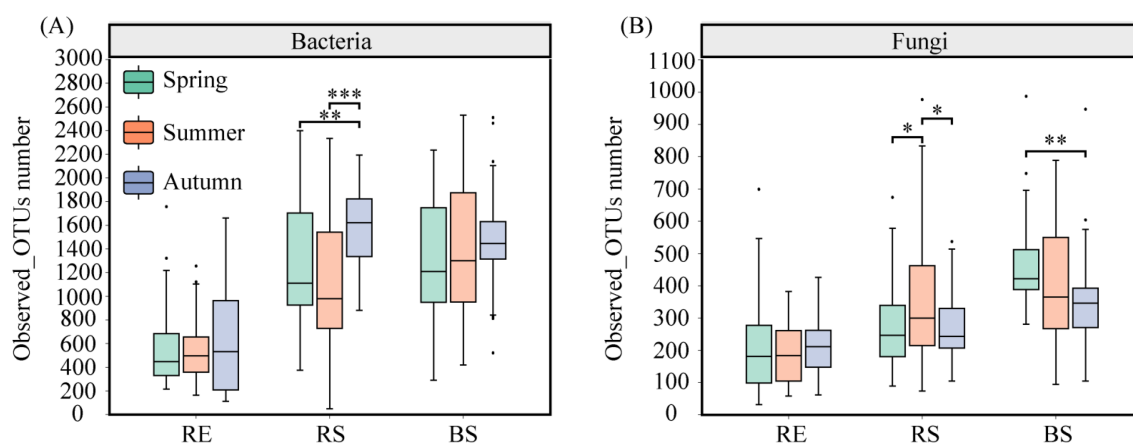 (A)
Bacteria
Observed_OTUs number
3000
2800
2600
2400
2200
2000
1800
1600
1400
1200
1000
800
600
400
200
0
Spring
Summer
Autumn
***
**
RE
RS
BS
(B)
Fungi
Observed_OTUs number
1100
1000
900
800
700
600
500
400
300
200
100
0
*
*
**
RE
RS
BS